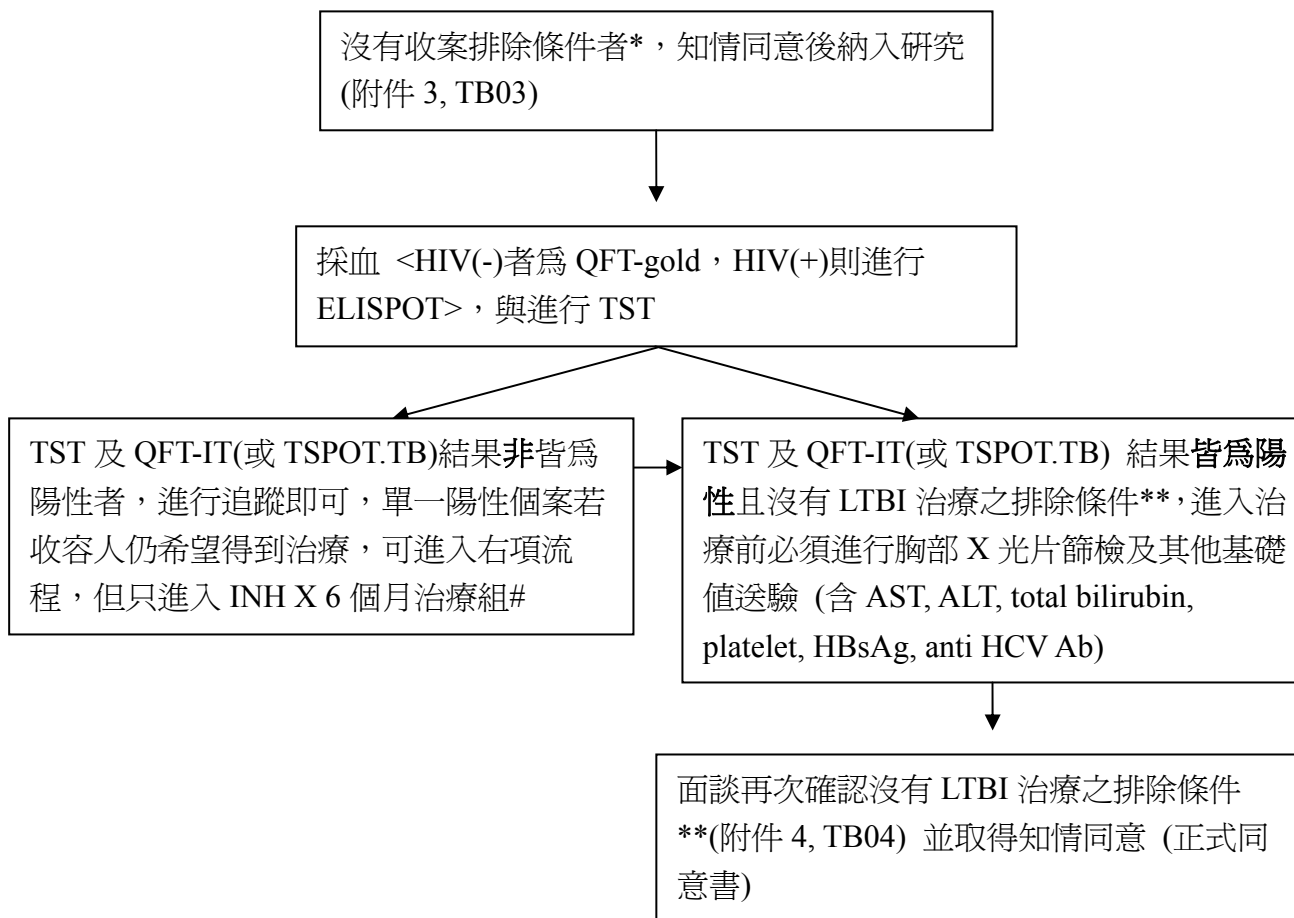 沒有收案排除條件者*，知情同意後納入研究
(附件 3, TB03)
採血 <HIV(-)者爲 QFT-gold，HIV(+)則進行
ELISPOT>，與進行 TST
TST 及 QFT-IT(或 TSPOT.TB)結果非皆爲
陽性者，進行追蹤即可，單一陽性個案若
收容人仍希望得到治療，可進入右項流
程，但只進入 INH X 6 個月治療組#
TST 及 QFT-IT(或 TSPOT.TB) 結果皆爲陽
性且沒有 LTBI 治療之排除條件**，進入治
療前必須進行胸部 X 光片篩檢及其他基礎
值送驗 (含 AST, ALT, total bilirubin,
platelet, HBsAg, anti HCV Ab)
面談再次確認沒有 LTBI 治療之排除條件
**(附件 4, TB04) 並取得知情同意 (正式同
意書)